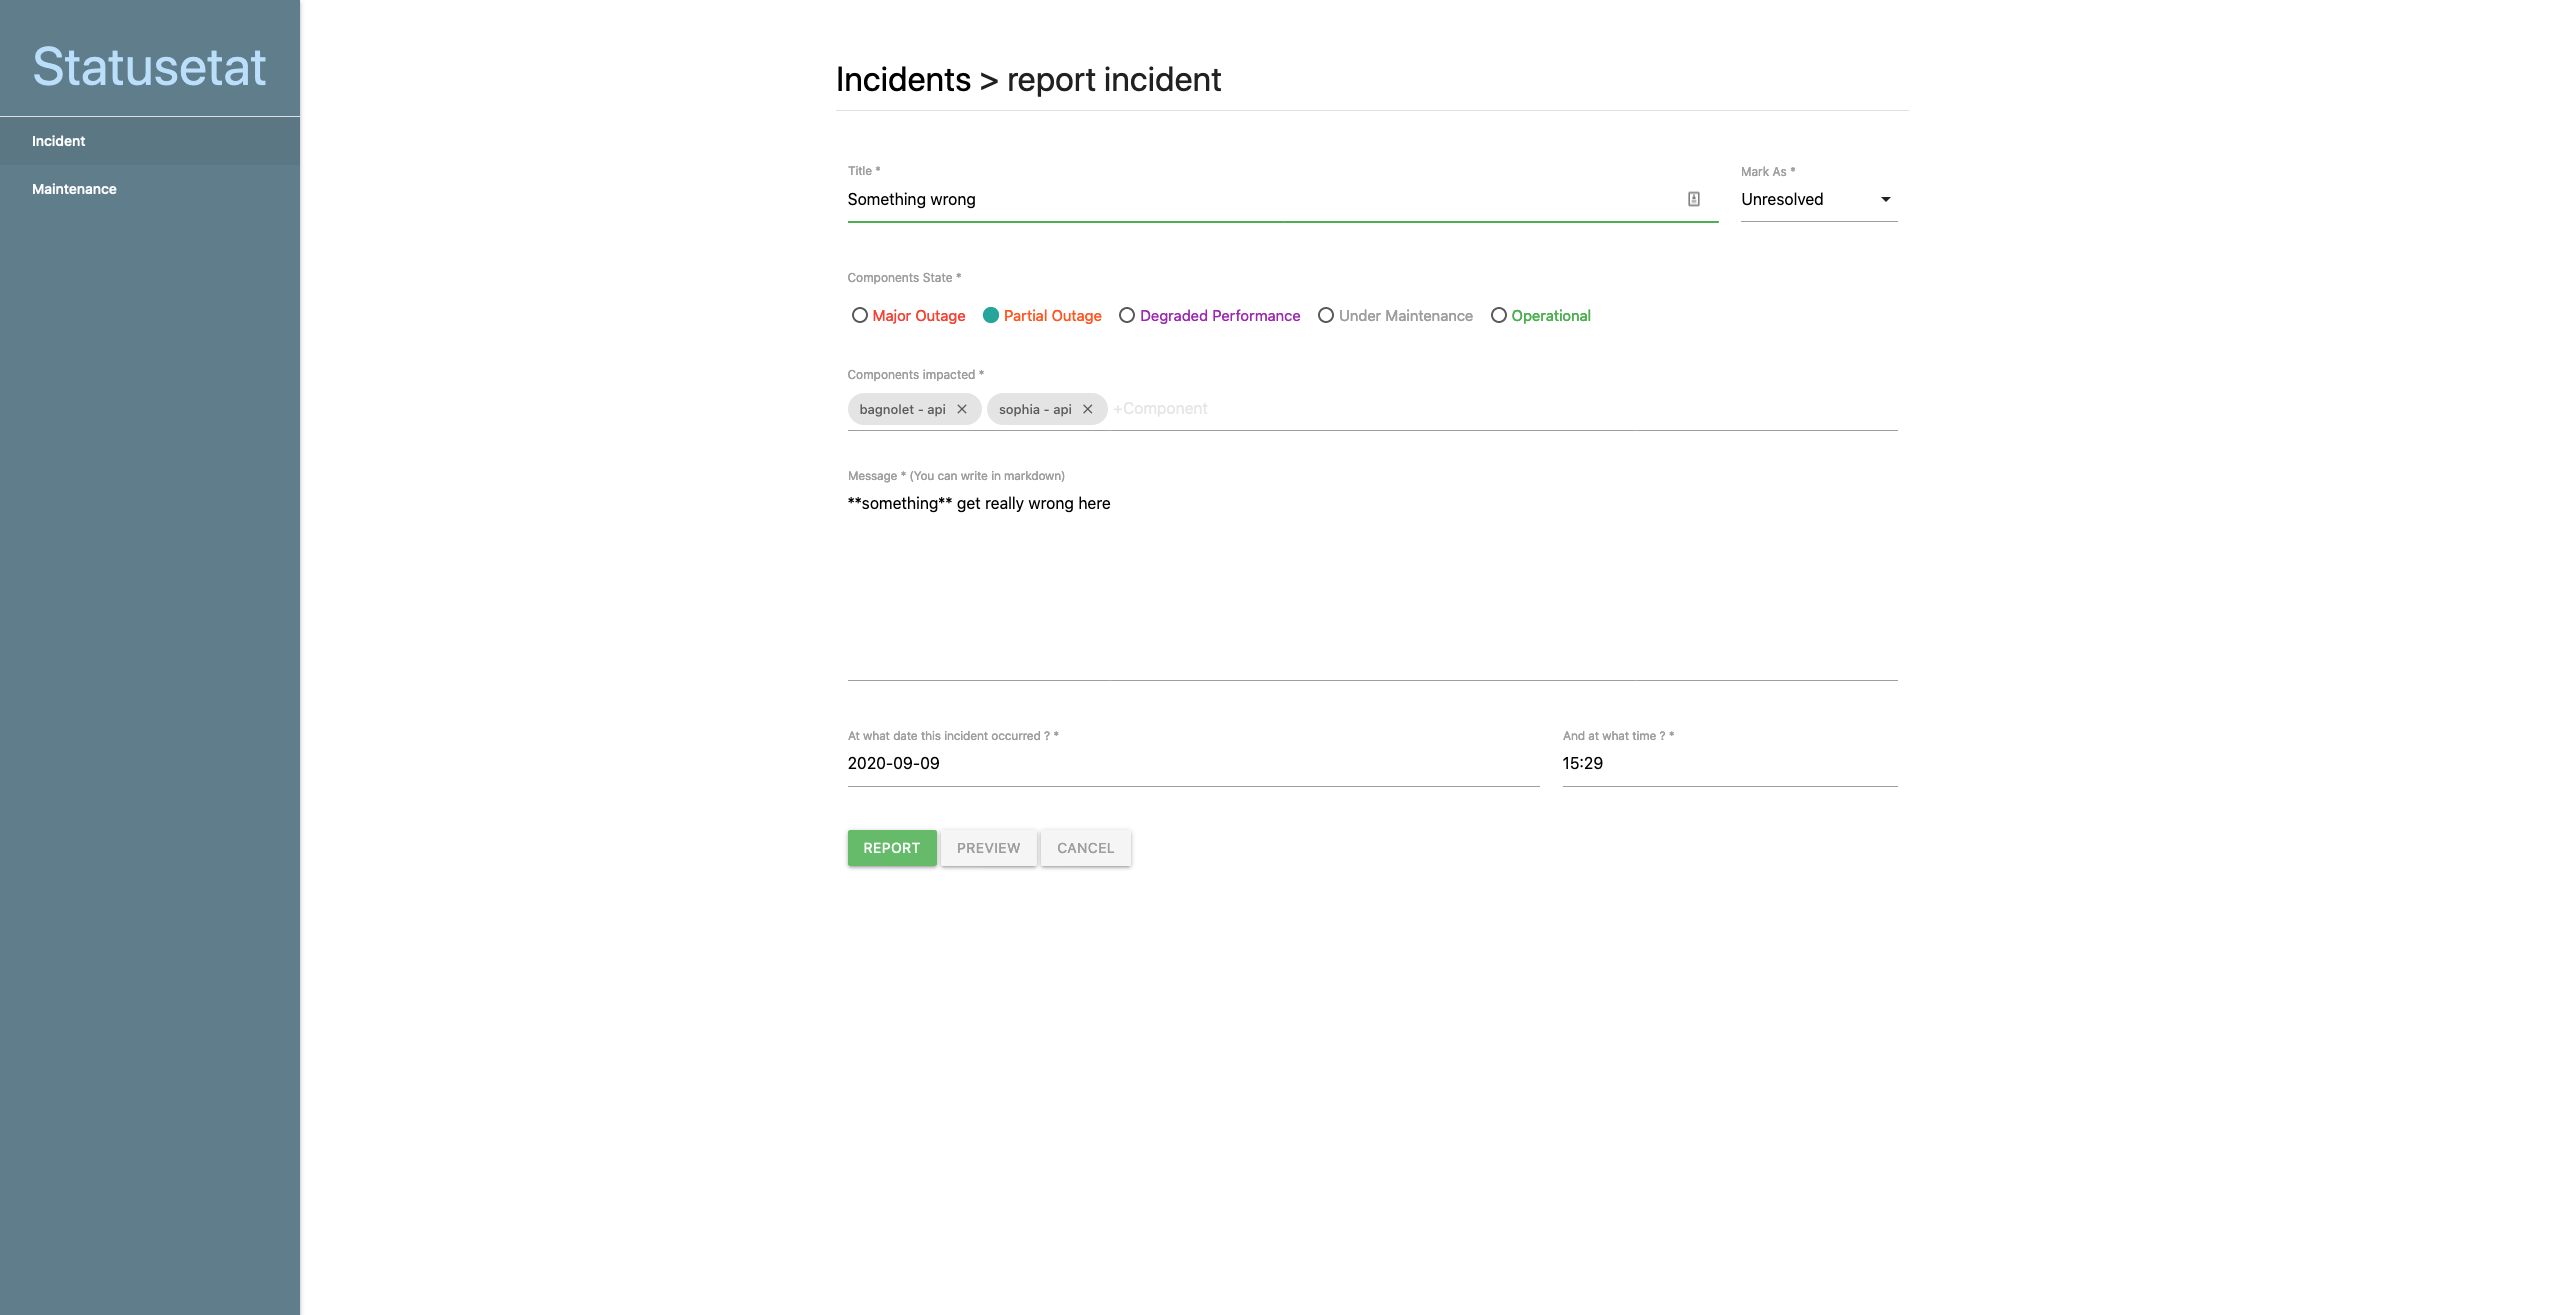 Statusetat
Incident
Maintenance
Incidents > report incident
Title *
Something wrong
Mark As *
Unresolved
Components State *
Major Outage Partial Outage Degraded Performance Under Maintenance Operational
Components impacted *
bagnolet - api sophia - api +Component
Message * (You can write in markdown)
**something** get really wrong here
At what date this incident occurred ? *
2020-09-09
And at what time ? *
15:29
REPORT PREVIEW CANCEL